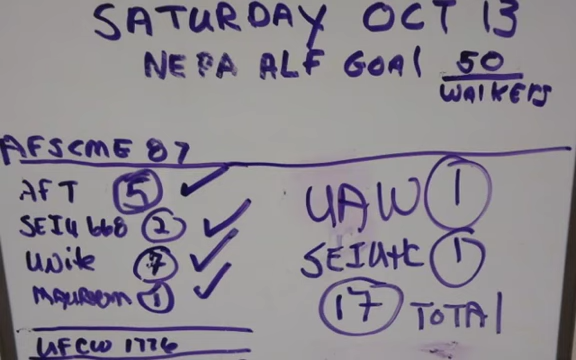 SATURDAY OCT 13
NEPA ALF GOAL 50
WALKERS
AFSCME 87
AFT 5 ✓
SEIU 668 2 ✓
UNITE 7 ✓
MAUREEN 1 ✓
UFCW 1776
UAW 1
SEIU HC 1
17 TOTAL